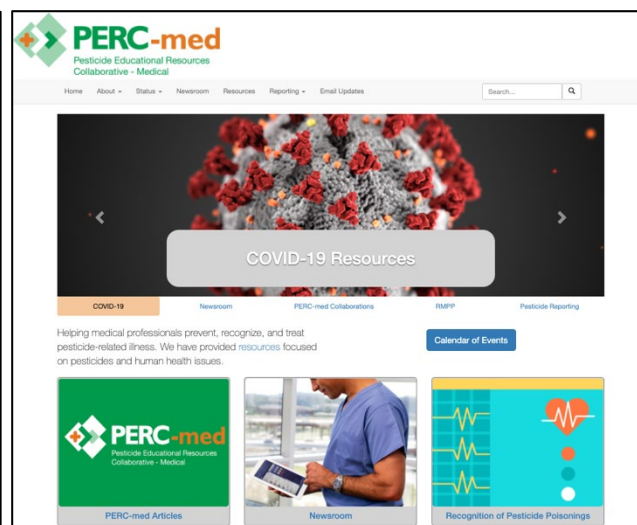 PERC-med
Pesticide Educational Resources
Collaborative - Medical
Home About Status Newsroom Resources Reporting Email Updates Search...
COVID-19 Resources
COVID-19 Newsroom PERC-med Collaborations RMPP Pesticide Reporting
Helping medical professionals prevent, recognize, and treat
pesticide-related illness. We have provided resources focused
on pesticides and human health issues.
Calendar of Events
PERC-med
Pesticide Educational Resources
Collaborative - Medical
PERC-med Articles
Newsroom
Recognition of Pesticide Poisonings